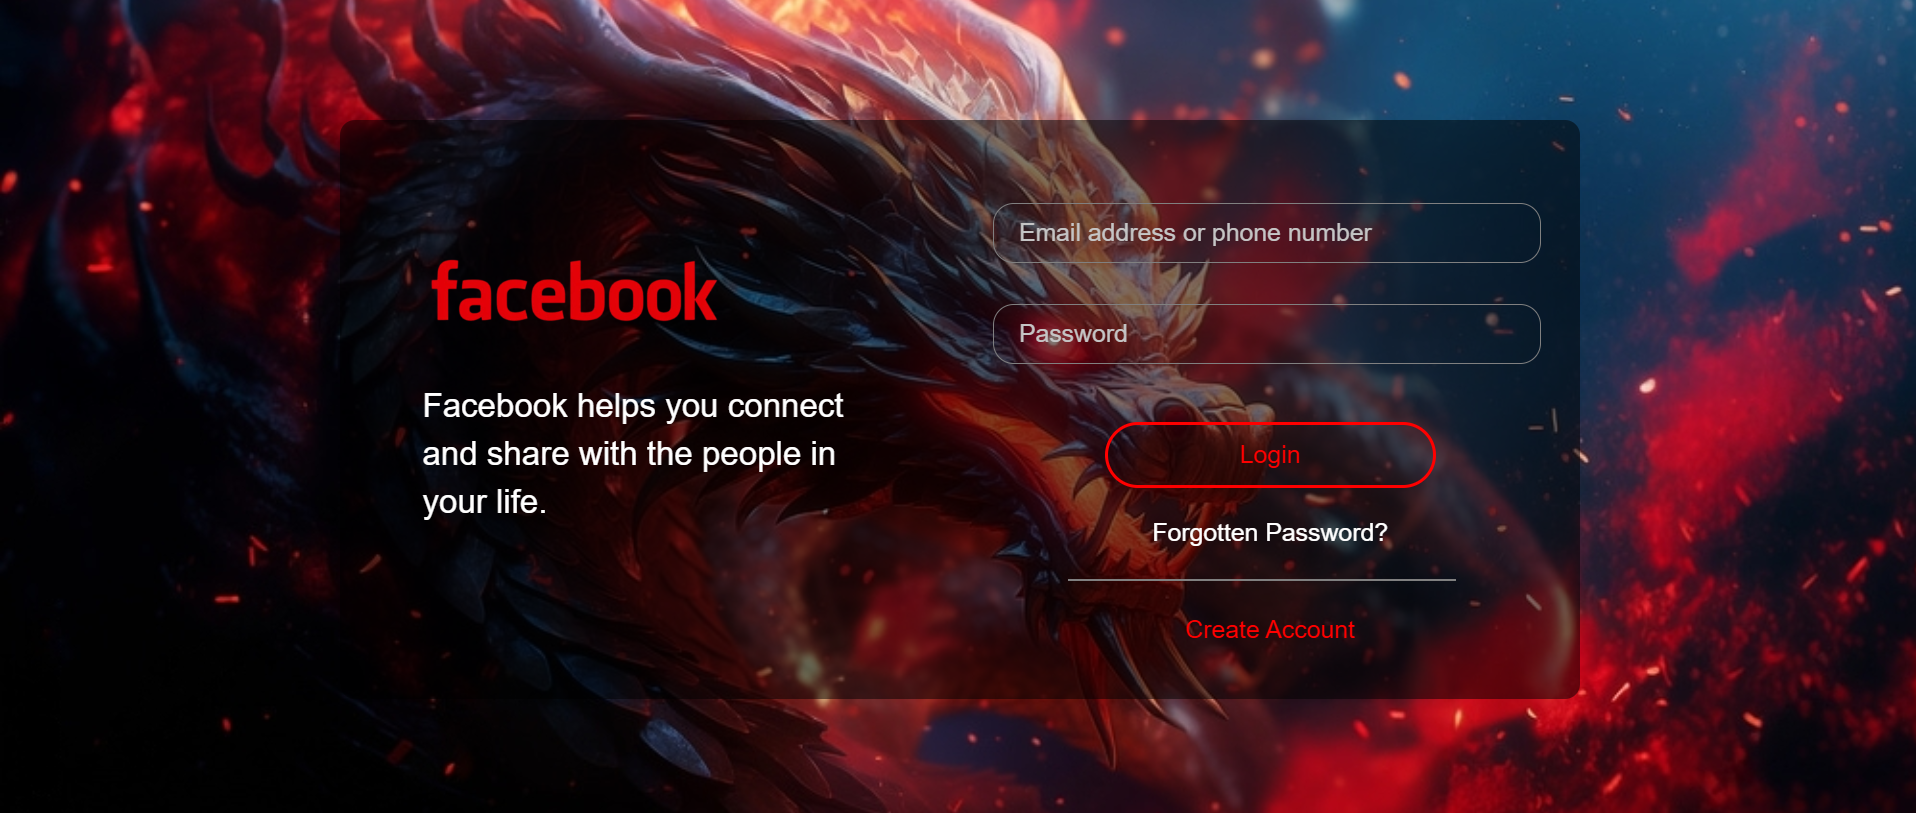 facebook
Facebook helps you connect
and share with the people in
your life.
Email address or phone number
Password
Login
Forgotten Password?
Create Account